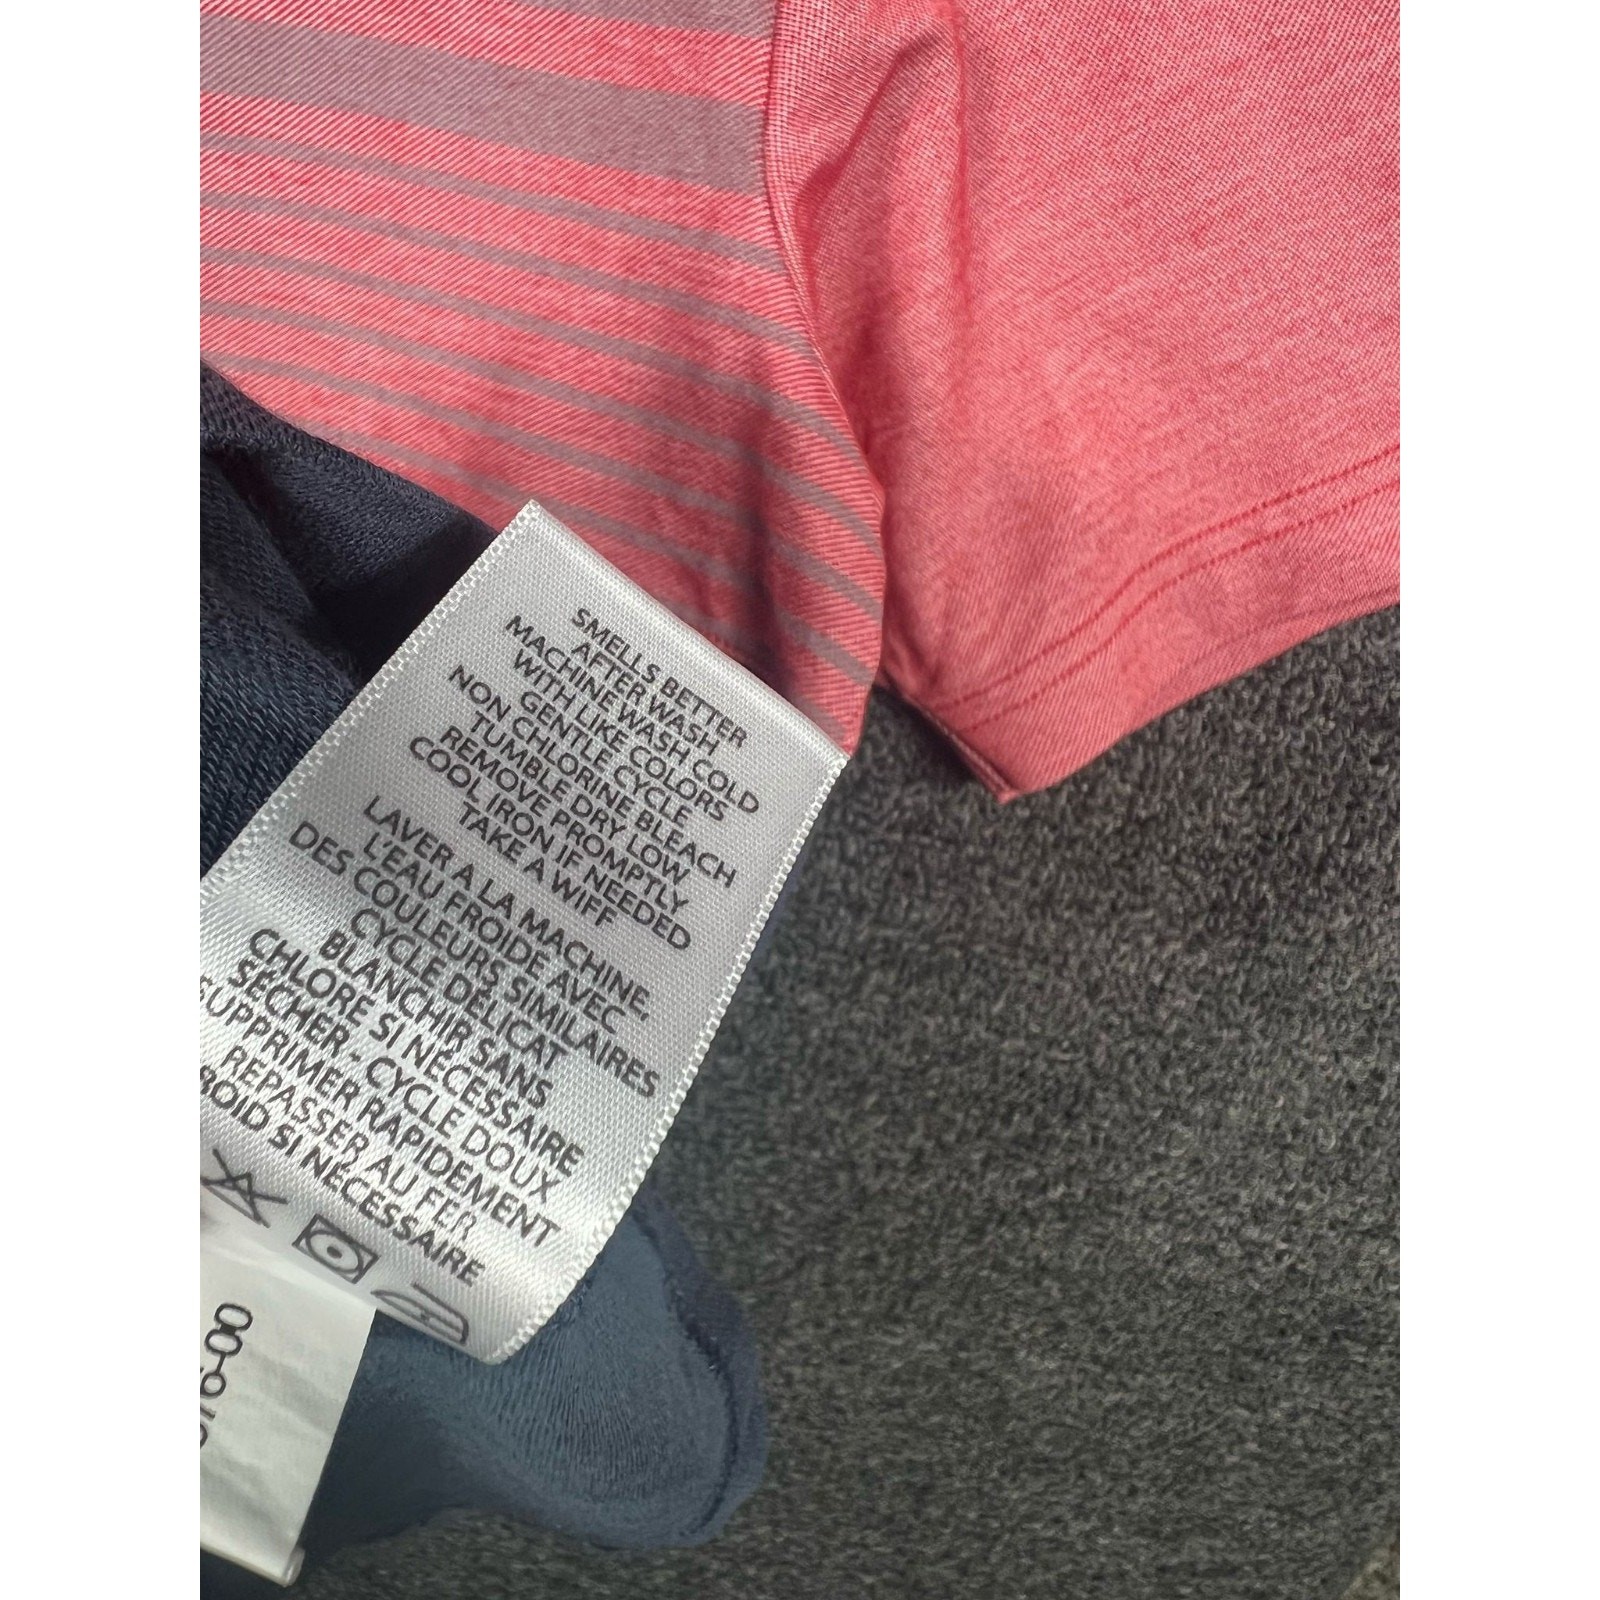 SMELLS BETTER
AFTER WASH
MACHINE WASH COLD
WITH LIKE COLORS
GENTLE CYCLE
NON CHLORINE BLEACH
TUMBLE DRY LOW
REMOVE PROMPTLY
COOL IRON IF NEEDED
TAKE A WIFF
LAVER A LA MACHINE,
L'EAU FROIDE AVEC
DES COULEURS SIMILAIRES
CYCLE DÉLICAT
BLANCHIR SANS
CHLORE SI NÉCESSAIRE
SÉCHER - CYCLE DOUX
SUPPRIMER RAPIDEMENT
REPASSER AU FER
ROID SI NÉCESSAIRE